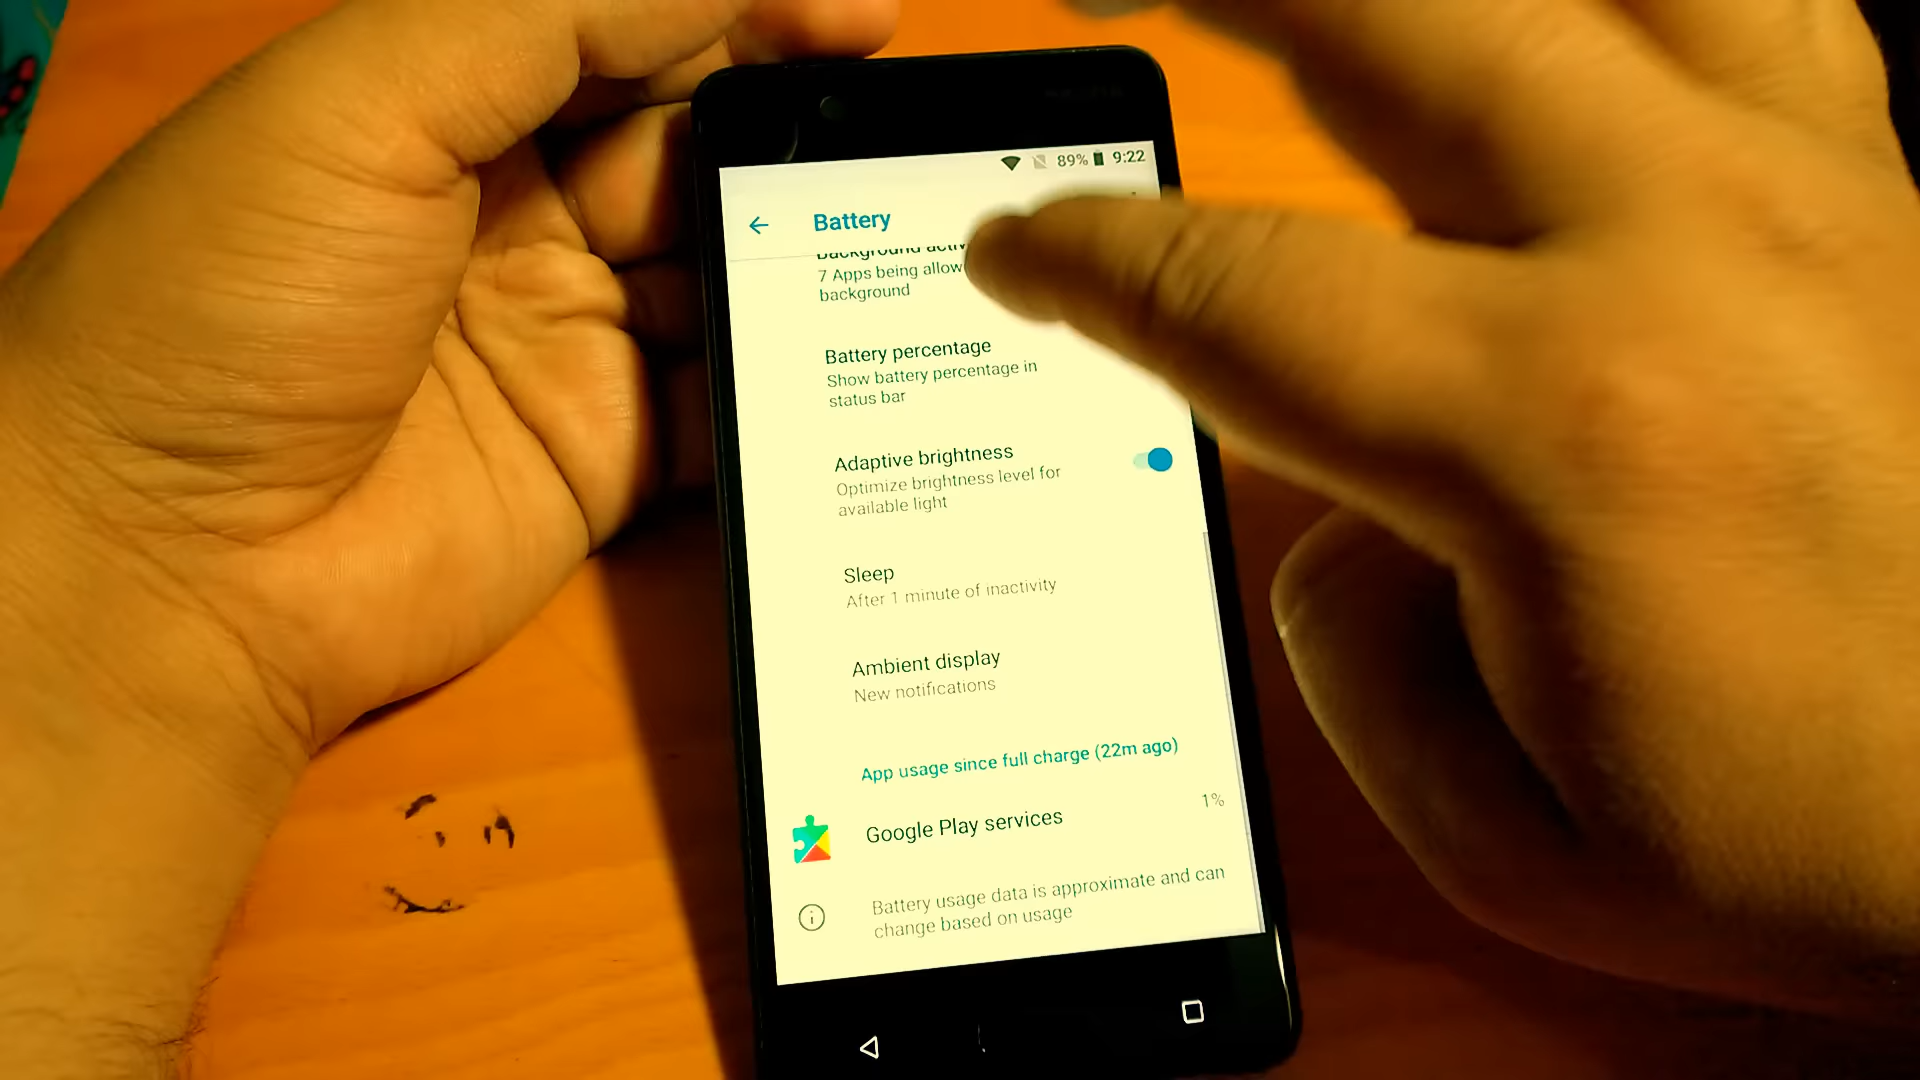 89% 9:22
Battery
Background activ
7 Apps being allow
background
Battery percentage
Show battery percentage in
status bar
Adaptive brightness
Optimize brightness level for
available light
Sleep
After 1 minute of inactivity
Ambient display
New notifications
App usage since full charge (22m ago)
1%
Google Play services
Battery usage data is approximate and can
change based on usage